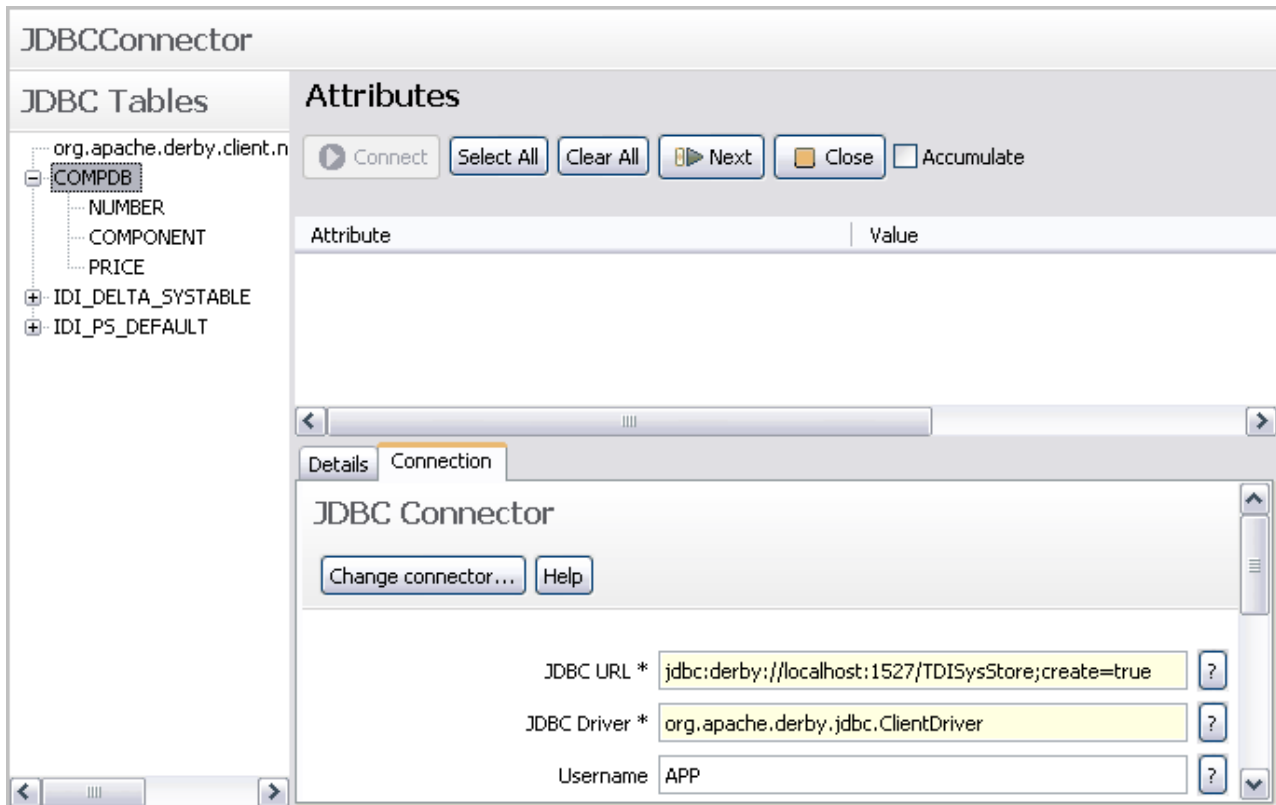 JDBCConnector
JDBC Tables
org.apache.derby.client.n
COMPDB
NUMBER
COMPONENT
PRICE
IDI_DELTA_SYSTABLE
IDI_PS_DEFAULT
Attributes
Connect Select All Clear All Next Close Accumulate
Attribute Value
Details Connection
JDBC Connector
Change connector... Help
JDBC URL * jdbc:derby://localhost:1527/TDISysStore;create=true ?
JDBC Driver * org.apache.derby.jdbc.ClientDriver ?
Username APP ?